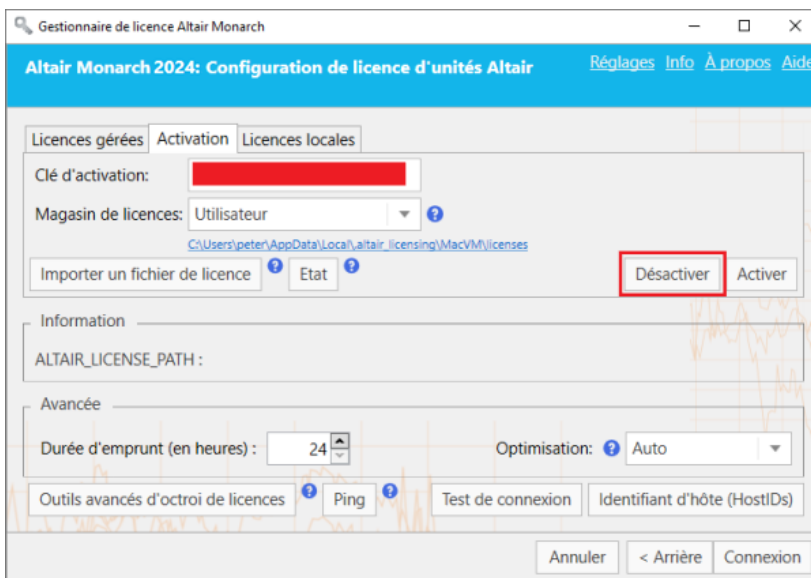 Gestionnaire de licence Altair Monarch
Altair Monarch 2024: Configuration de licence d'unités Altair
Réglages Info À propos Aide
Licences gérées Activation Licences locales
Clé d'activation:
Magasin de licences: Utilisateur
C:\Users\peter\AppData\Local\.altair_licensing\MacVM\licenses
Importer un fichier de licence Etat Désactiver Activer
Information
ALTAIR_LICENSE_PATH :
Avancée
Durée d'emprunt (en heures) : 24 Optimisation: Auto
Outils avancés d'octroi de licences Ping Test de connexion Identifiant d'hôte (HostIDs)
Annuler < Arrière Connexion